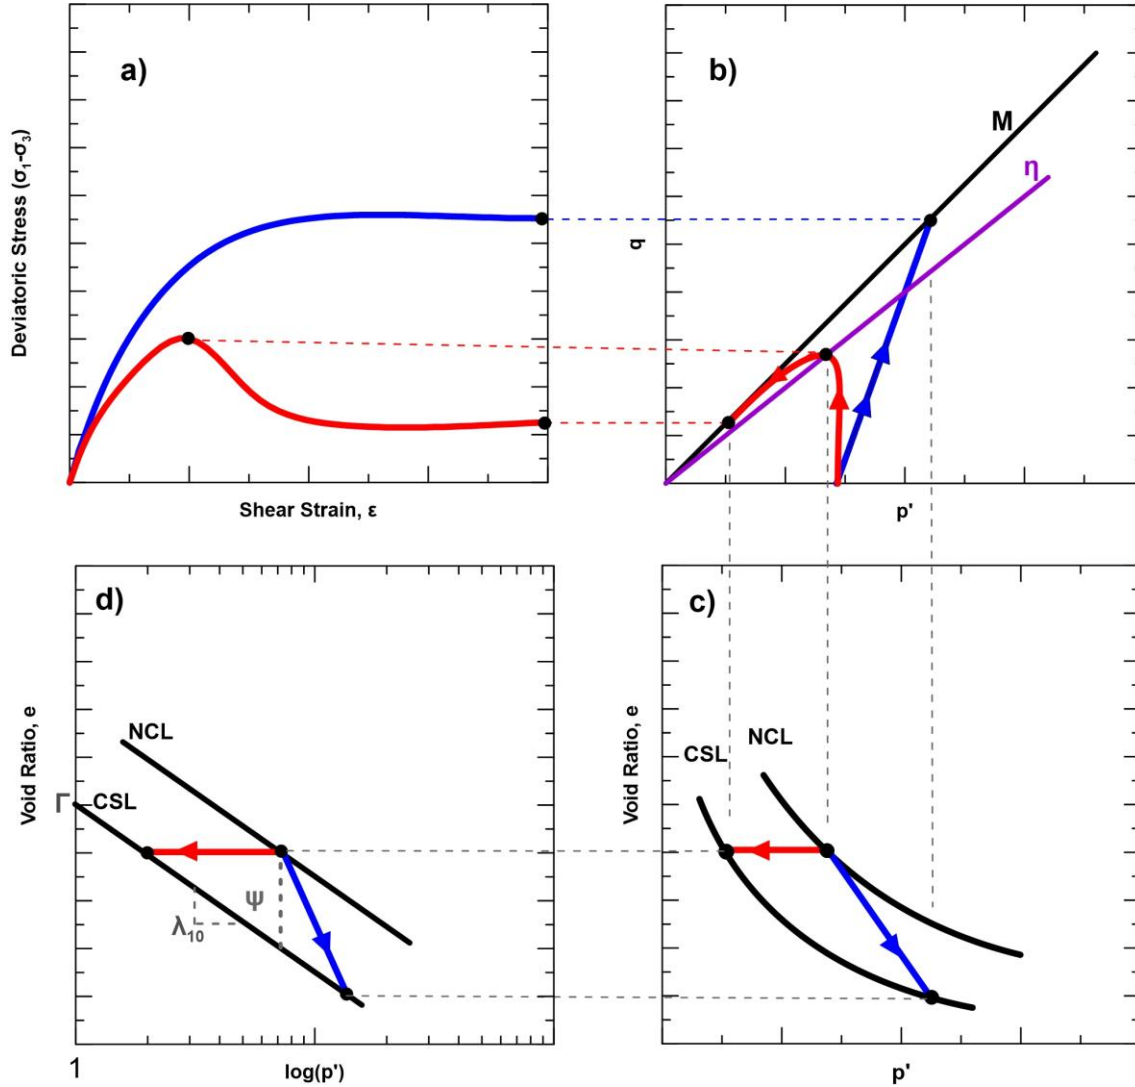 a)
Deviatoric Stress (σ₁-σ₃)
Shear Strain, ε
b)
M
η
q
p'
d)
NCL
Γ
CSL
ψ
λ₁₀
Void Ratio, e
1
log(p')
c)
CSL
NCL
Void Ratio, e
p'